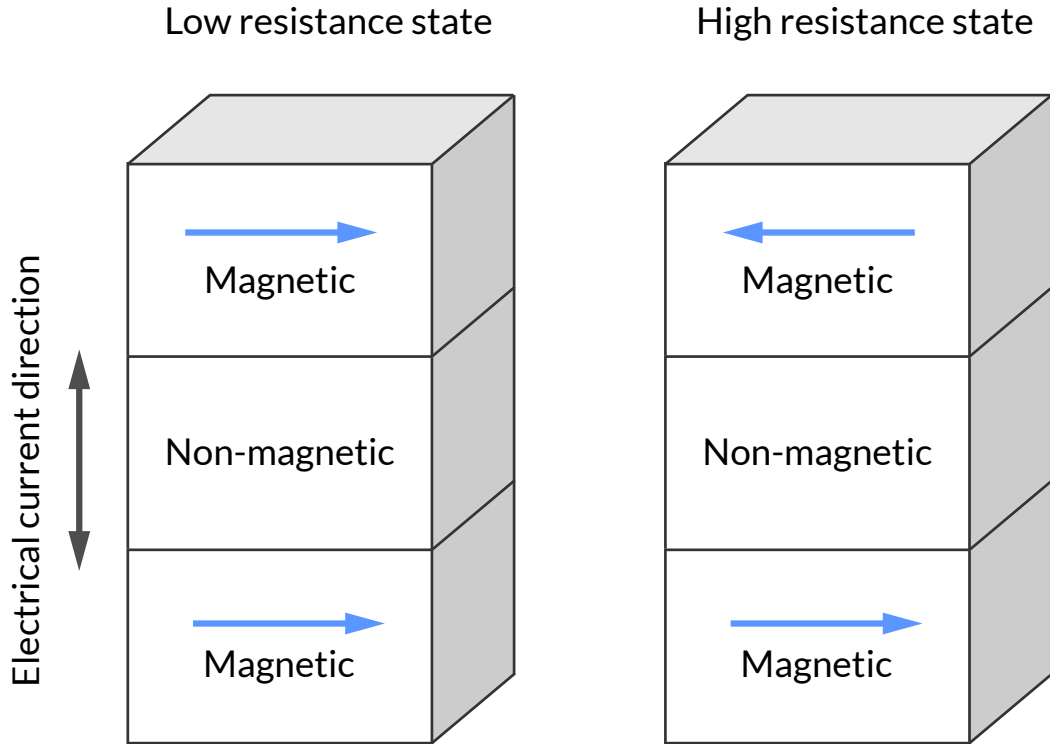 Low resistance state
High resistance state
Electrical current direction
Magnetic
Non-magnetic
Magnetic
Magnetic
Non-magnetic
Magnetic